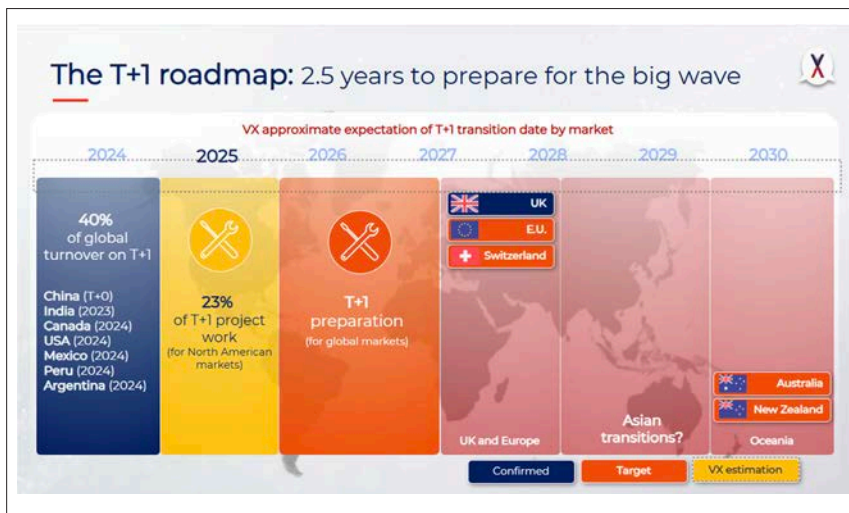 The T+1 roadmap: 2.5 years to prepare for the big wave
VX approximate expectation of T+1 transition date by market
2024 2025 2026 2027 2028 2029 2030
40%
of global
turnover on T+1
China (T+0)
India (2023)
Canada (2024)
USA (2024)
Mexico (2024)
Peru (2024)
Argentina (2024)
23%
of T+1 project
work
(for North American
markets)
T+1
preparation
(for global markets)
UK
E.U.
Switzerland
UK and Europe
Asian
transitions?
Australia
New Zealand
Oceania
Confirmed
Target
VX estimation